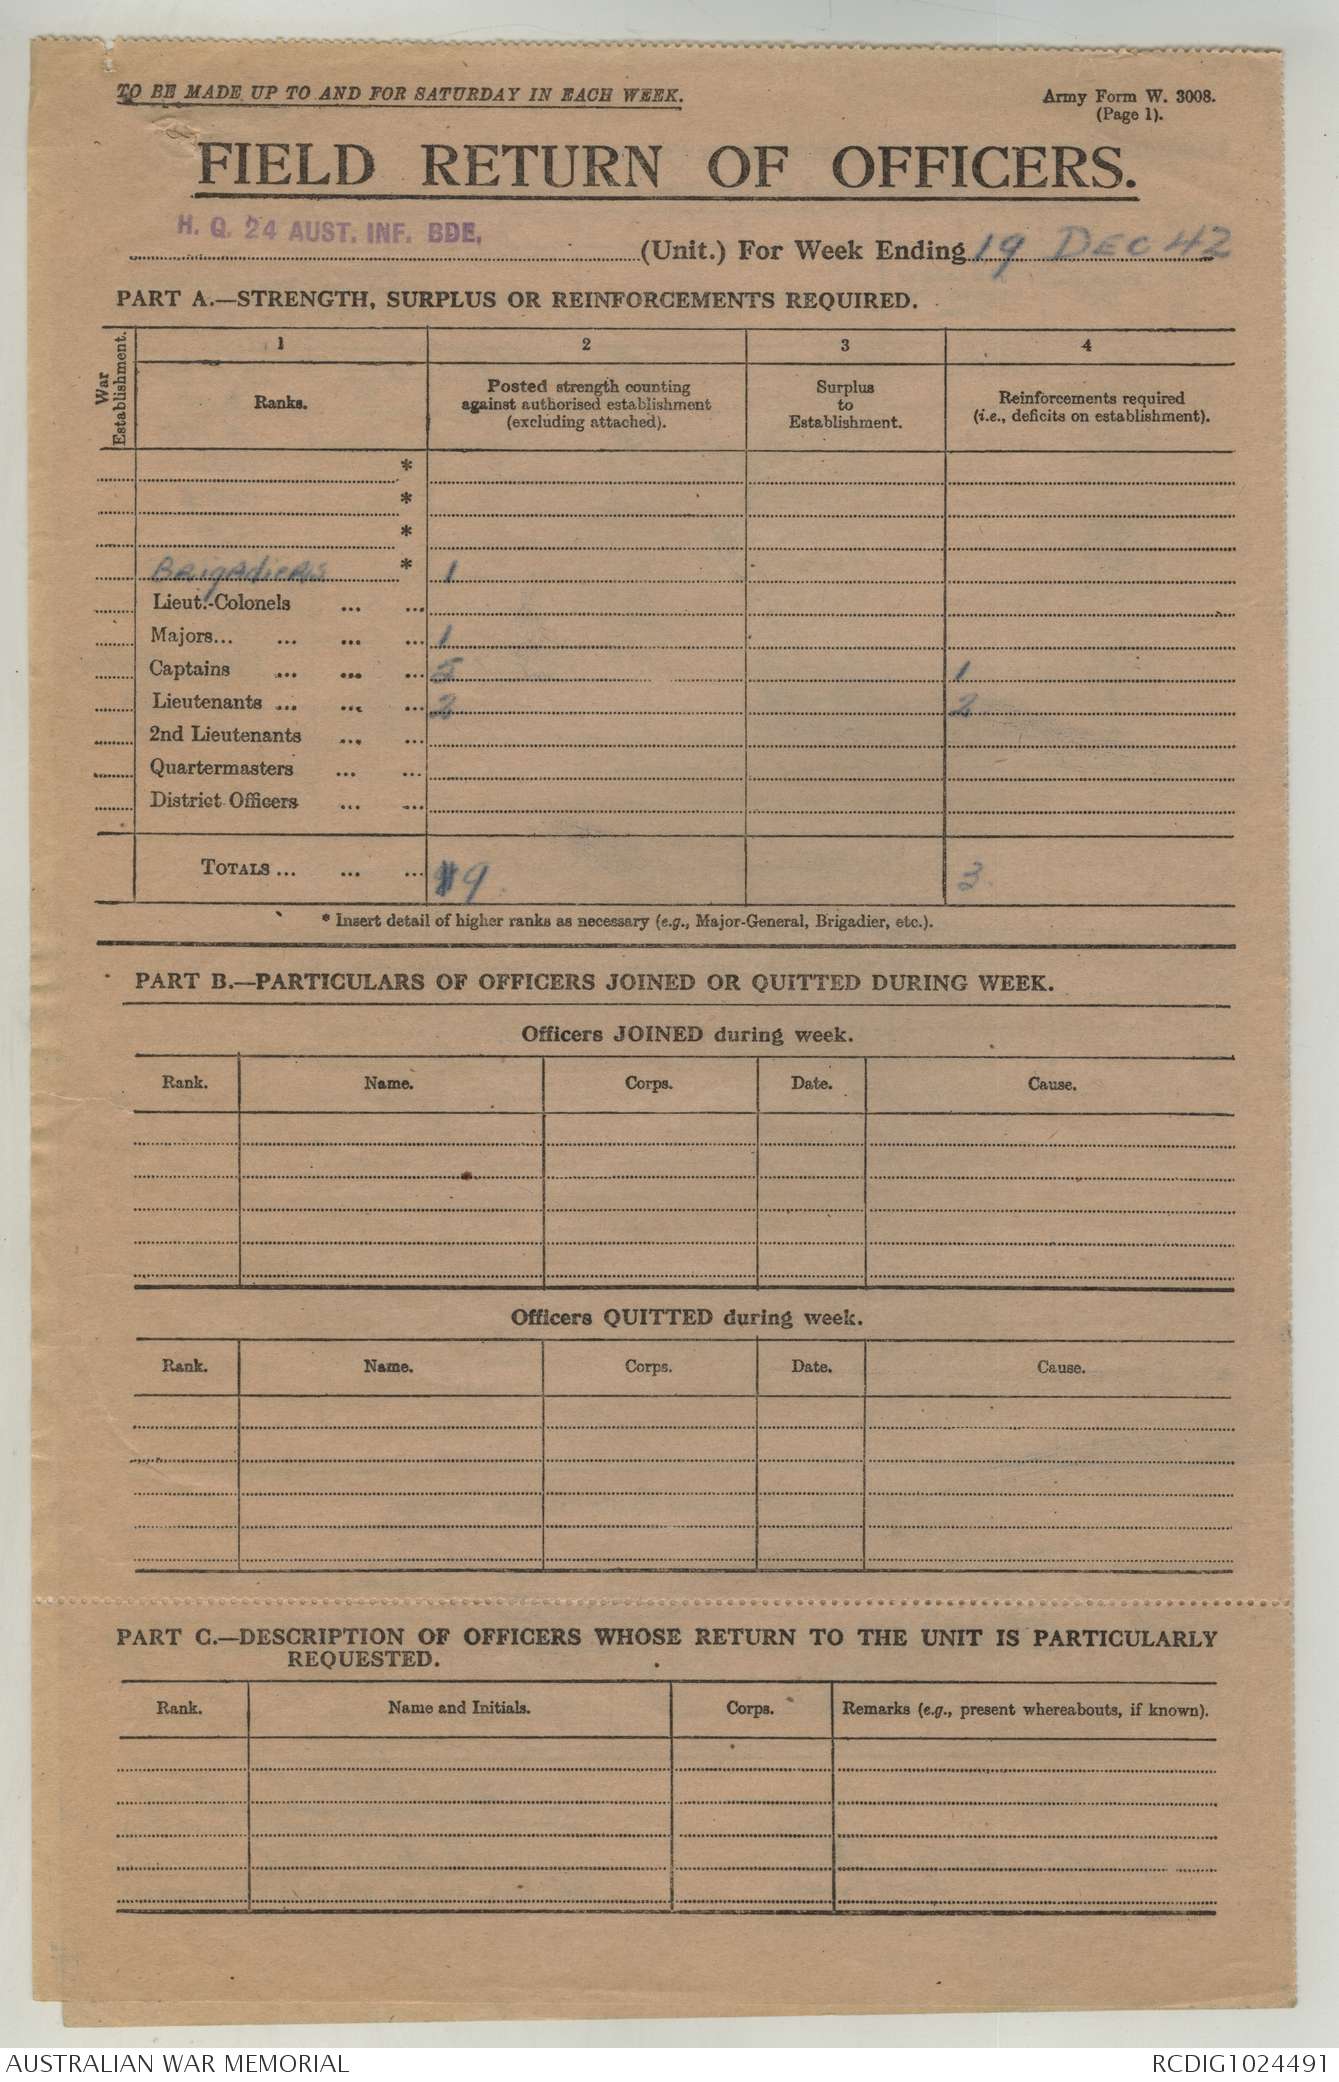 TO BE MADE UP TO AND FOR SATURDAY IN EACH WEEK.
Army Form W. 3008.
(Page 1).
FIELD RETURN OF OFFICERS.
H. Q. 24 AUST. INF. BDE.
(Unit.) For Week Ending 19 DEC 42
PART A.—STRENGTH, SURPLUS OR REINFORCEMENTS REQUIRED.
War Establishment.
1 2 3 4
Ranks.
Posted strength counting
against authorised establishment
(excluding attached).
Surplus
to
Establishment.
Reinforcements required
(i.e., deficits on establishment).
*
*
*
Brigadiers * 1
Lieut.-Colonels ... ...
Majors... ... ... ... 1
Captains ... ... ... 5 1
Lieutenants ... ... ... 2 2
2nd Lieutenants ... ...
Quartermasters ... ...
District Officers ... ...
TOTALS ... ... ... 9 3
* Insert detail of higher ranks as necessary (e.g., Major-General, Brigadier, etc.).
PART B.—PARTICULARS OF OFFICERS JOINED OR QUITTED DURING WEEK.
Officers JOINED during week.
Rank. Name. Corps. Date. Cause.
Officers QUITTED during week.
Rank. Name. Corps. Date. Cause.
PART C.—DESCRIPTION OF OFFICERS WHOSE RETURN TO THE UNIT IS PARTICULARLY
REQUESTED.
Rank. Name and Initials. Corps. Remarks (e.g., present whereabouts, if known).
AUSTRALIAN WAR MEMORIAL RCDIG1024491